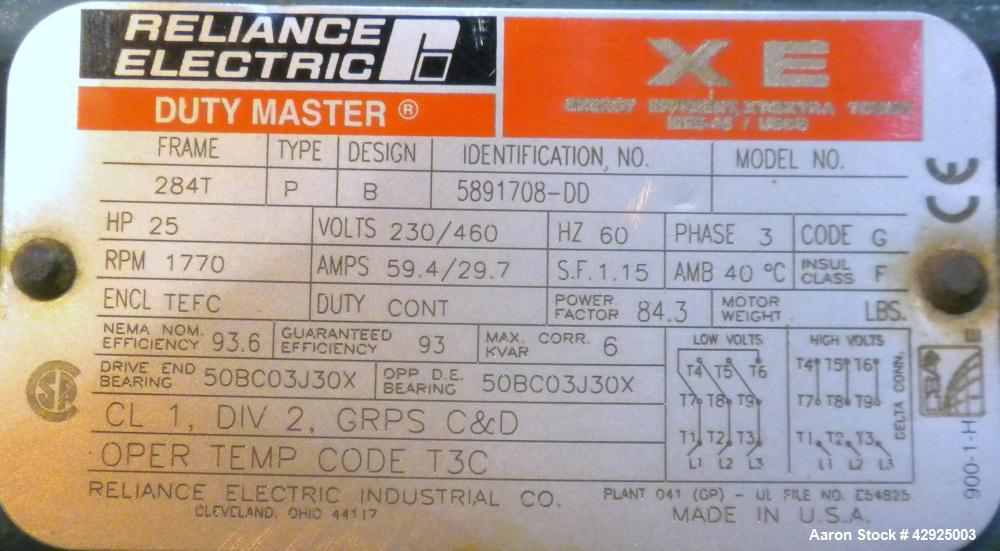 RELIANCE
ELECTRIC
DUTY MASTER ®
XE
FRAME TYPE DESIGN IDENTIFICATION, NO. MODEL NO.
284T P B 5891708-DD
HP 25 VOLTS 230/460 HZ 60 PHASE 3 CODE G
RPM 1770 AMPS 59.4/29.7 S.F. 1.15 AMB 40 °C INSUL CLASS F
ENCL TEFC DUTY CONT POWER FACTOR 84.3 MOTOR WEIGHT LBS.
NEMA NOM. EFFICIENCY 93.6 GUARANTEED EFFICIENCY 93 MAX. CORR. KVAR 6
DRIVE END BEARING 50BC03J30X OPP D.E. BEARING 50BC03J30X
CL 1, DIV 2, GRPS C&D
OPER TEMP CODE T3C
LOW VOLTS HIGH VOLTS
T4 T5 T6 T4 T5 T6
T7 T8 T9 T7 T8 T9
T1 T2 T3 T1 T2 T3
L1 L2 L3 L1 L2 L3
DELTA CONN.
CE
900-1-H
RELIANCE ELECTRIC INDUSTRIAL CO. PLANT 041 (GP) - UL FILE NO. E54825
CLEVELAND. OHIO 44117 MADE IN U.S.A.
Aaron Stock # 42925003